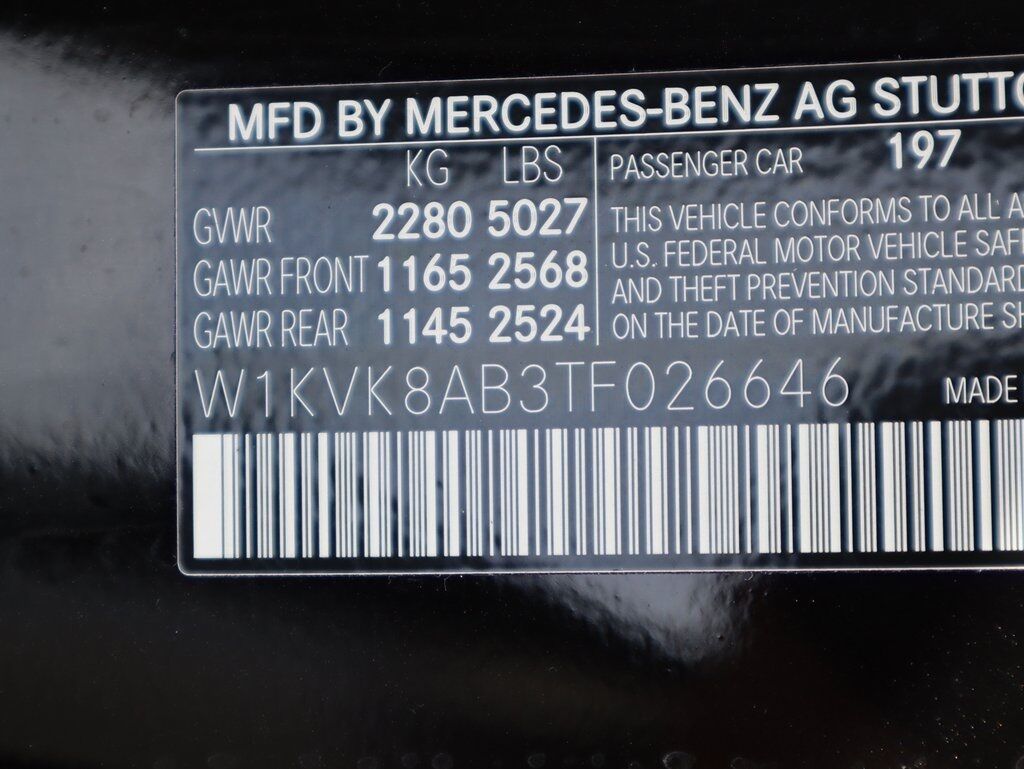 MFD BY MERCEDES-BENZ AG
KG LBS
GVWR 2280 5027
GAWR FRONT 1165 2568
GAWR REAR 1145 2524
PASSENGER CAR 197
THIS VEHICLE CONFORMS TO ALL
U.S. FEDERAL MOTOR VEHICLE
AND THEFT PREVENTION
ON THE DATE OF MANUFACTURE
W1KVK8AB3TF026646 MADE